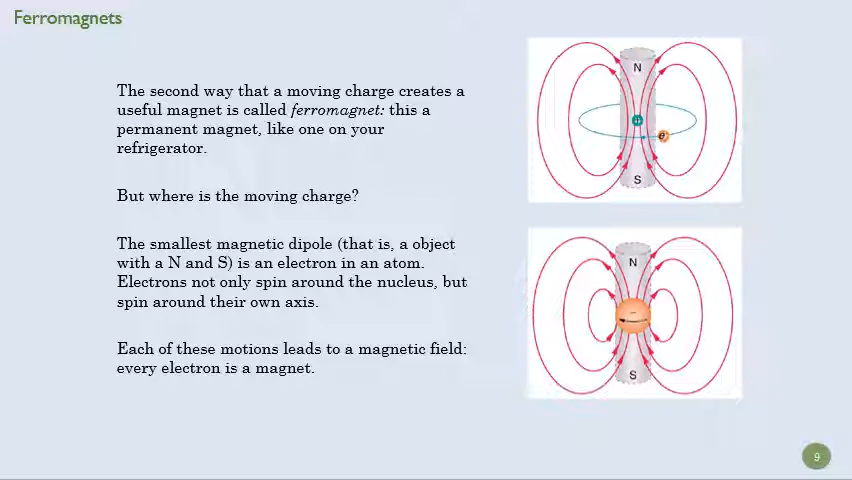 Ferromagnets
The second way that a moving charge creates a
useful magnet is called ferromagnet: this a
permanent magnet, like one on your
refrigerator.
But where is the moving charge?
The smallest magnetic dipole (that is, a object
with a N and S) is an electron in an atom.
Electrons not only spin around the nucleus, but
spin around their own axis.
Each of these motions leads to a magnetic field:
every electron is a magnet.
N
+
e
S
N
−
S
9